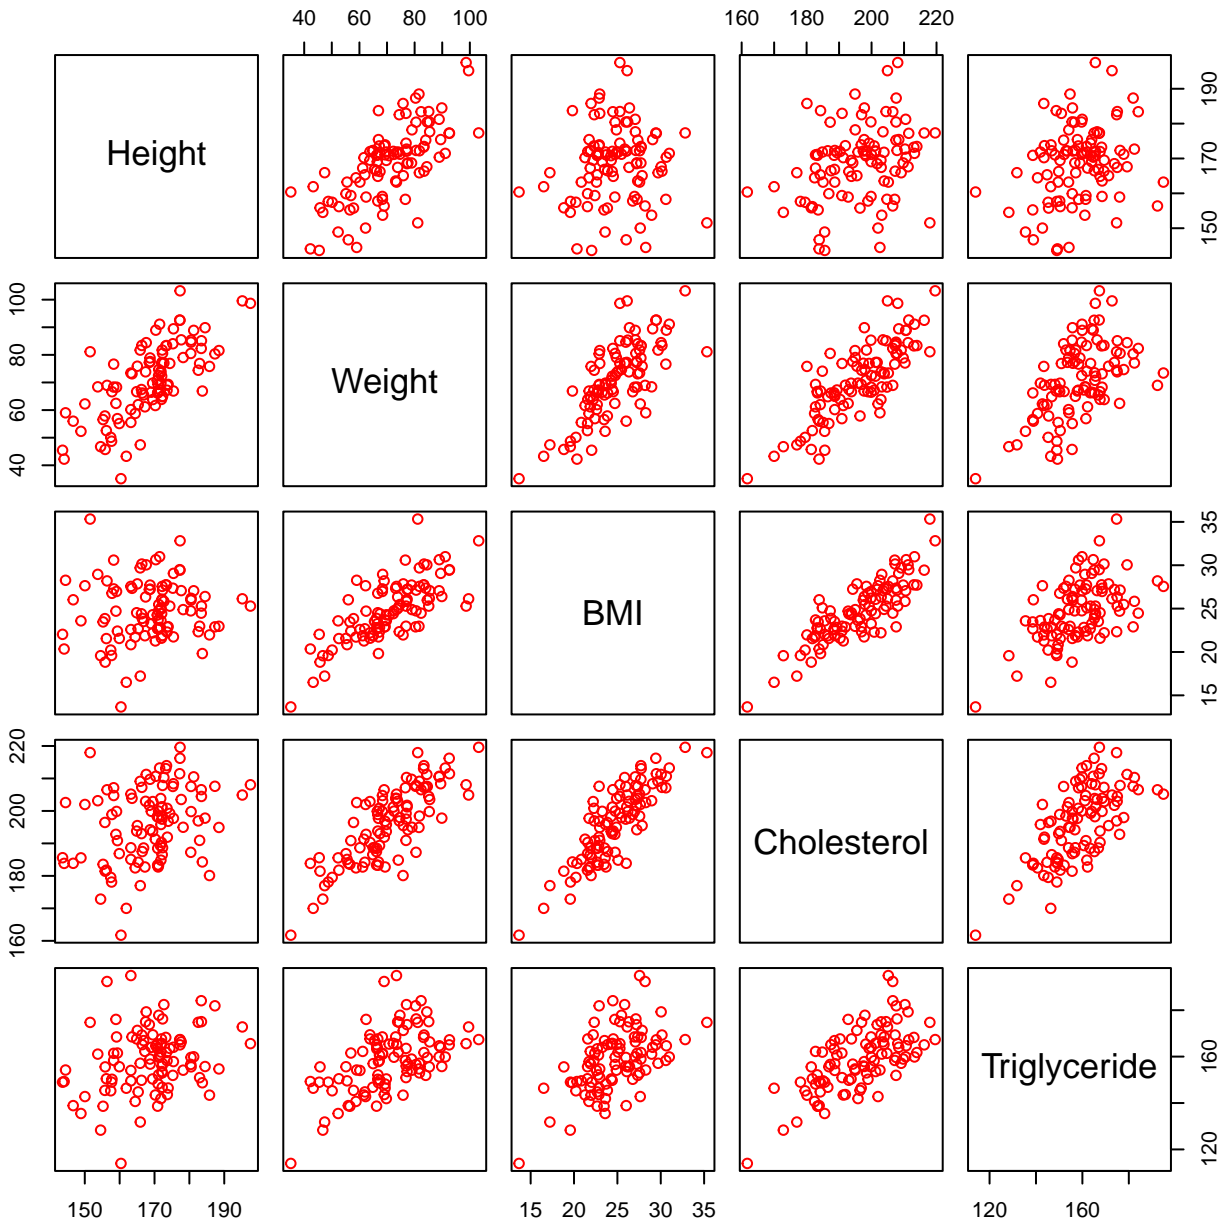 40 60 80 100 160 180 200 220
Height 150 170 190
40 60 80 100 Weight
BMI 15 20 25 30 35
160 180 200 220 Cholesterol
Triglyceride 120 160
150 170 190 15 20 25 30 35 120 160